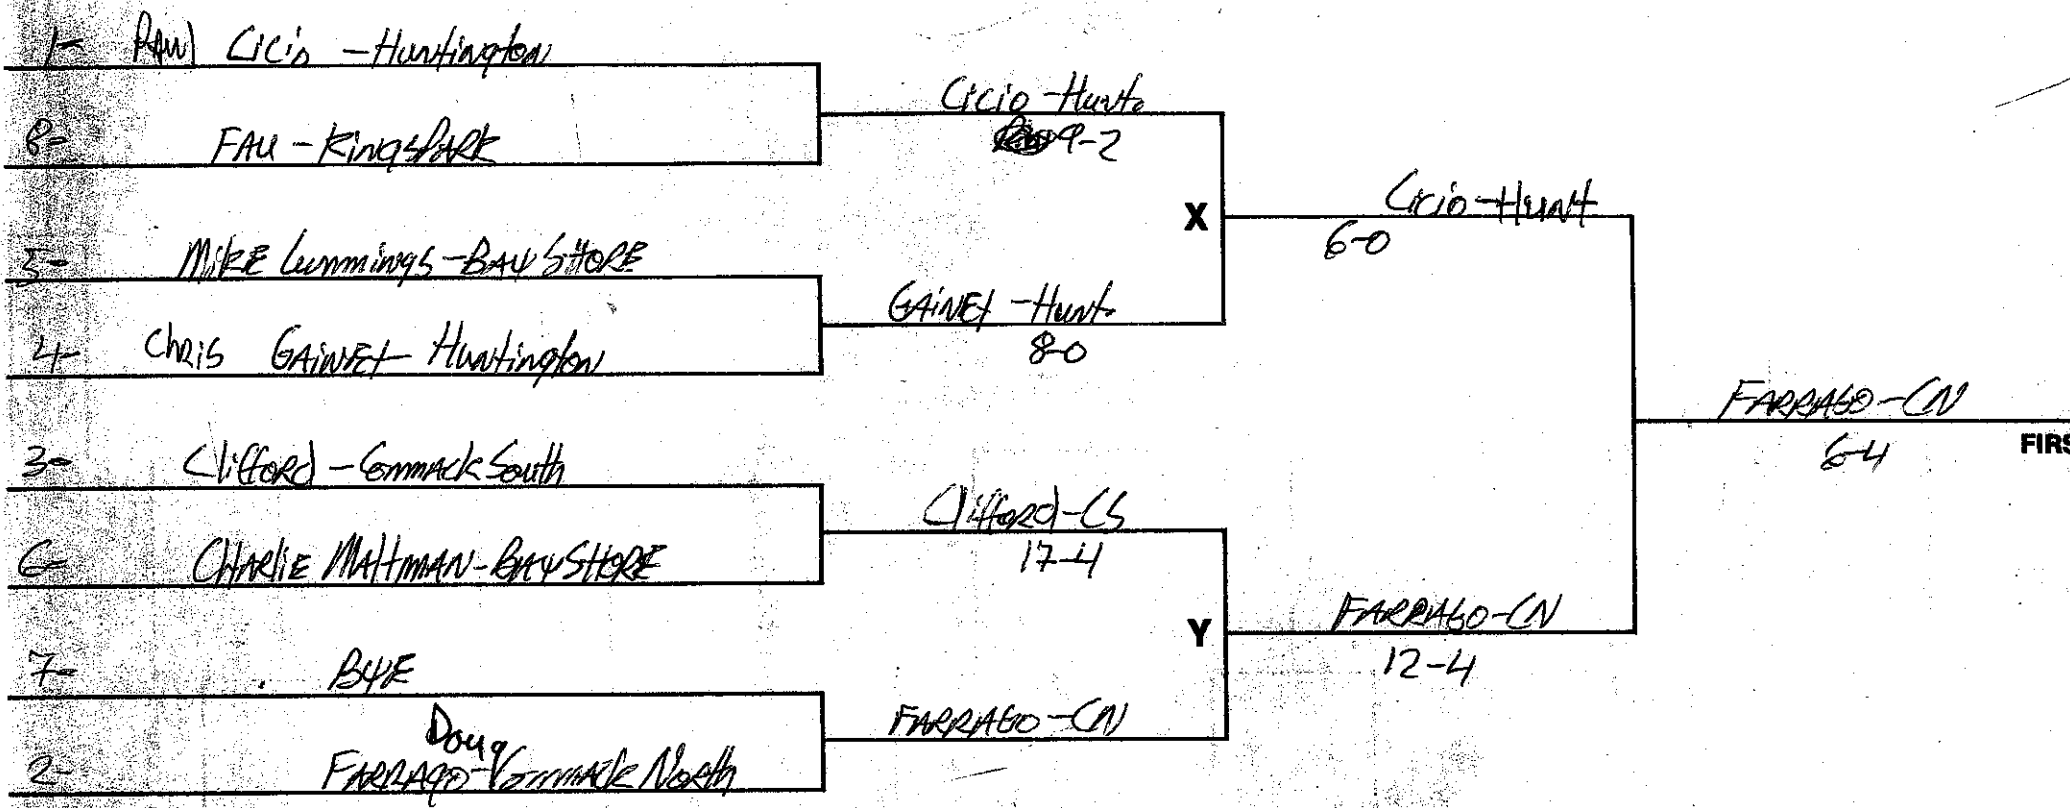 1- Paul Cicio - Huntington
Cicio - Hunt.
9-2
8- FAU - Kings PARK
Cicio - Hunt
6-0
X
5- MikE Cummings - BAY SHORE
GAiNEt - Hunt.
8-0
4- Chris GAiNEt - Huntington
FARRAGO - CN
6-4
FIRS
3- Clifford - Commack South
Clifford - CS
17-4
6- CHARliE MAltMAN - BAY SHORE
FARRAGO - CN
12-4
Y
7- BYE
FARRAGO - CN
Doug
2- FARRAGO - Commack North